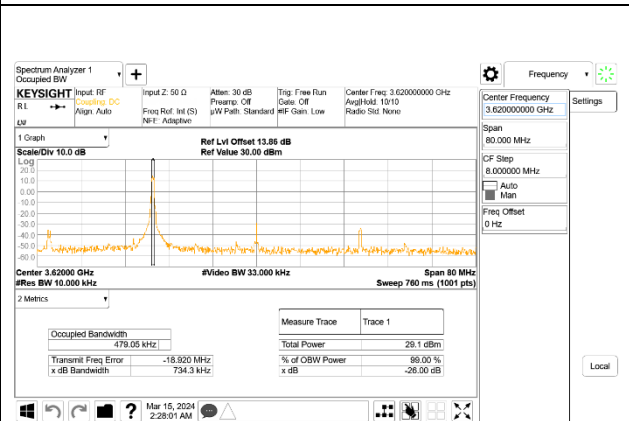 Spectrum Analyzer 1
Occupied BW
Frequency
KEYSIGHT
Input: RF
Coupling: DC
Align: Auto
Input Z: 50 Ω
Freq Ref: Int (S)
NFE: Adaptive
Atten: 30 dB
Preamp: Off
µW Path: Standard
Trig: Free Run
Gate: Off
#IF Gain: Low
Center Freq: 3.620000000 GHz
Avg|Hold: 10/10
Radio Std: None
RL
Center Frequency
3.620000000 GHz
Settings
Span
80.000 MHz
CF Step
8.000000 MHz
Auto
Man
Freq Offset
0 Hz
1 Graph
Scale/Div 10.0 dB
Ref Lvl Offset 13.86 dB
Ref Value 30.00 dBm
Log
20.0
10.0
0.00
-10.0
-20.0
-30.0
-40.0
-50.0
-60.0
Center 3.62000 GHz
#Video BW 33.000 kHz
Span 80 MHz
#Res BW 10.000 kHz
Sweep 760 ms (1001 pts)
2 Metrics
Occupied Bandwidth
479.05 kHz
Transmit Freq Error -18.920 MHz
x dB Bandwidth 734.3 kHz
Measure Trace Trace 1
Total Power 29.1 dBm
% of OBW Power 99.00 %
x dB -26.00 dB
Local
Mar 15, 2024
2:28:01 AM